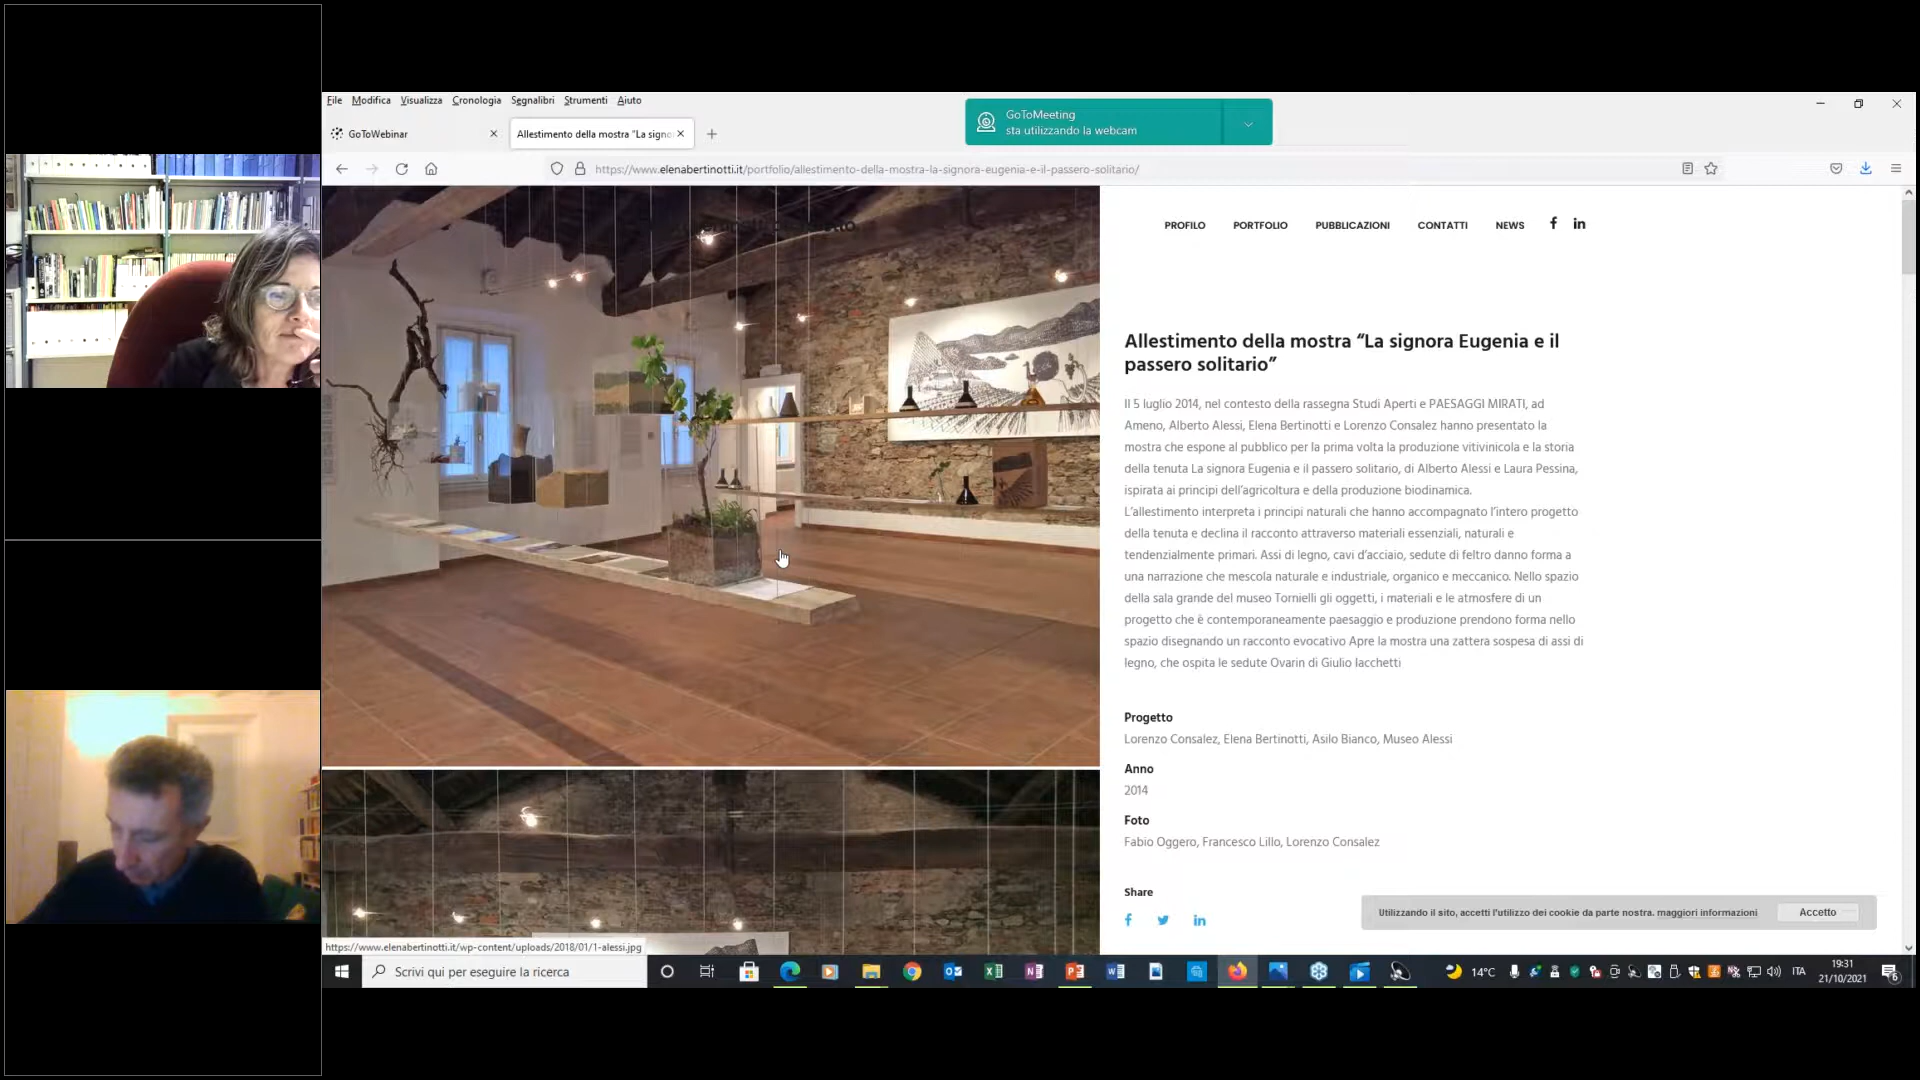 File Modifica Visualizza Cronologia Segnalibri Strumenti Aiuto
GoToMeeting
sta utilizzando la webcam
GoToWebinar
Allestimento della mostra “La signo
https://www.elenabertinotti.it/portfolio/allestimento-della-mostra-la-signora-eugenia-e-il-passero-solitario/
PROFILO PORTFOLIO PUBBLICAZIONI CONTATTI NEWS
Allestimento della mostra “La signora Eugenia e il
passero solitario”
Il 5 luglio 2014, nel contesto della rassegna Studi Aperti e PAESAGGI MIRATI, ad
Ameno, Alberto Alessi, Elena Bertinotti e Lorenzo Consalez hanno presentato la
mostra che espone al pubblico per la prima volta la produzione vitivinicola e la storia
della tenuta La signora Eugenia e il passero solitario, di Alberto Alessi e Laura Pessina,
ispirata ai principi dell’agricoltura e della produzione biodinamica.
L’allestimento interpreta i principi naturali che hanno accompagnato l’intero progetto
della tenuta e declina il racconto attraverso materiali essenziali, naturali e
tendenzialmente primari. Assi di legno, cavi d’acciaio, sedute di feltro danno forma a
una narrazione che mescola naturale e industriale, organico e meccanico. Nello spazio
della sala grande del museo Tornielli gli oggetti, i materiali e le atmosfere di un
progetto che è contemporaneamente paesaggio e produzione prendono forma nello
spazio disegnando un racconto evocativo Apre la mostra una zattera sospesa di assi di
legno, che ospita le sedute Ovarin di Giulio Iacchetti
Progetto
Lorenzo Consalez, Elena Bertinotti, Asilo Bianco, Museo Alessi
Anno
2014
Foto
Fabio Oggero, Francesco Lillo, Lorenzo Consalez
Share
Utilizzando il sito, accetti l'utilizzo dei cookie da parte nostra. maggiori informazioni Accetto
https://www.elenabertinotti.it/wp-content/uploads/2018/01/1-alessi.jpg
Scrivi qui per eseguire la ricerca
14°C
ITA
19:31
21/10/2021
6